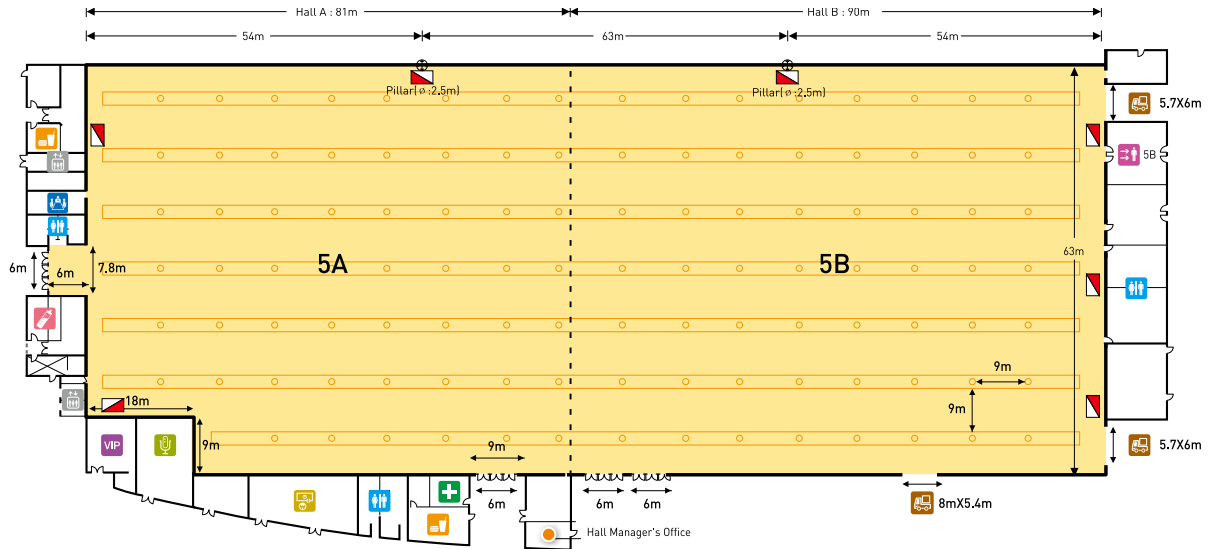 Hall A : 81m
Hall B : 90m
54m
63m
54m
Pillar(ø :2.5m)
Pillar(ø :2.5m)
5.7X6m
5B
63m
6m
6m
7.8m
5A
5B
9m
9m
18m
9m
VIP
9m
5.7X6m
6m
6m
6m
8mX5.4m
Hall Manager's Office